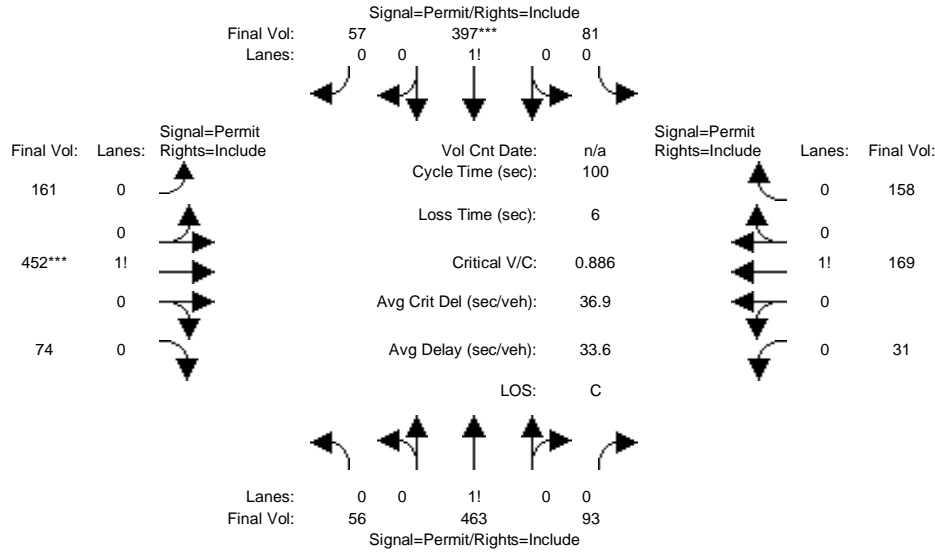 Signal=Permit/Rights=Include
Final Vol: 57 397*** 81
Lanes: 0 0 1! 0 0
Signal=Permit Signal=Permit
Final Vol: Lanes: Rights=Include Vol Cnt Date: n/a Rights=Include Lanes: Final Vol:
Cycle Time (sec): 100
161 0 0 158
Loss Time (sec): 6
0 0
452*** 1! Critical V/C: 0.886 1! 169
0 Avg Crit Del (sec/veh): 36.9 0
74 0 Avg Delay (sec/veh): 33.6 0 31
LOS: C
Lanes: 0 0 1! 0 0
Final Vol: 56 463 93
Signal=Permit/Rights=Include